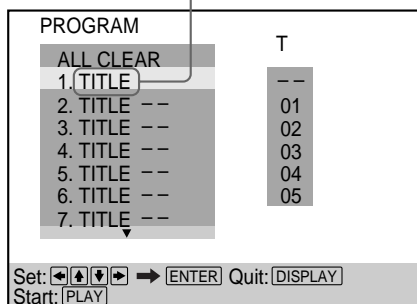 PROGRAM
T
ALL CLEAR
1. TITLE – –
2. TITLE – – 01
3. TITLE – – 02
4. TITLE – – 03
5. TITLE – – 04
6. TITLE – – 05
7. TITLE – –
Set: ENTER Quit: DISPLAY
Start: PLAY